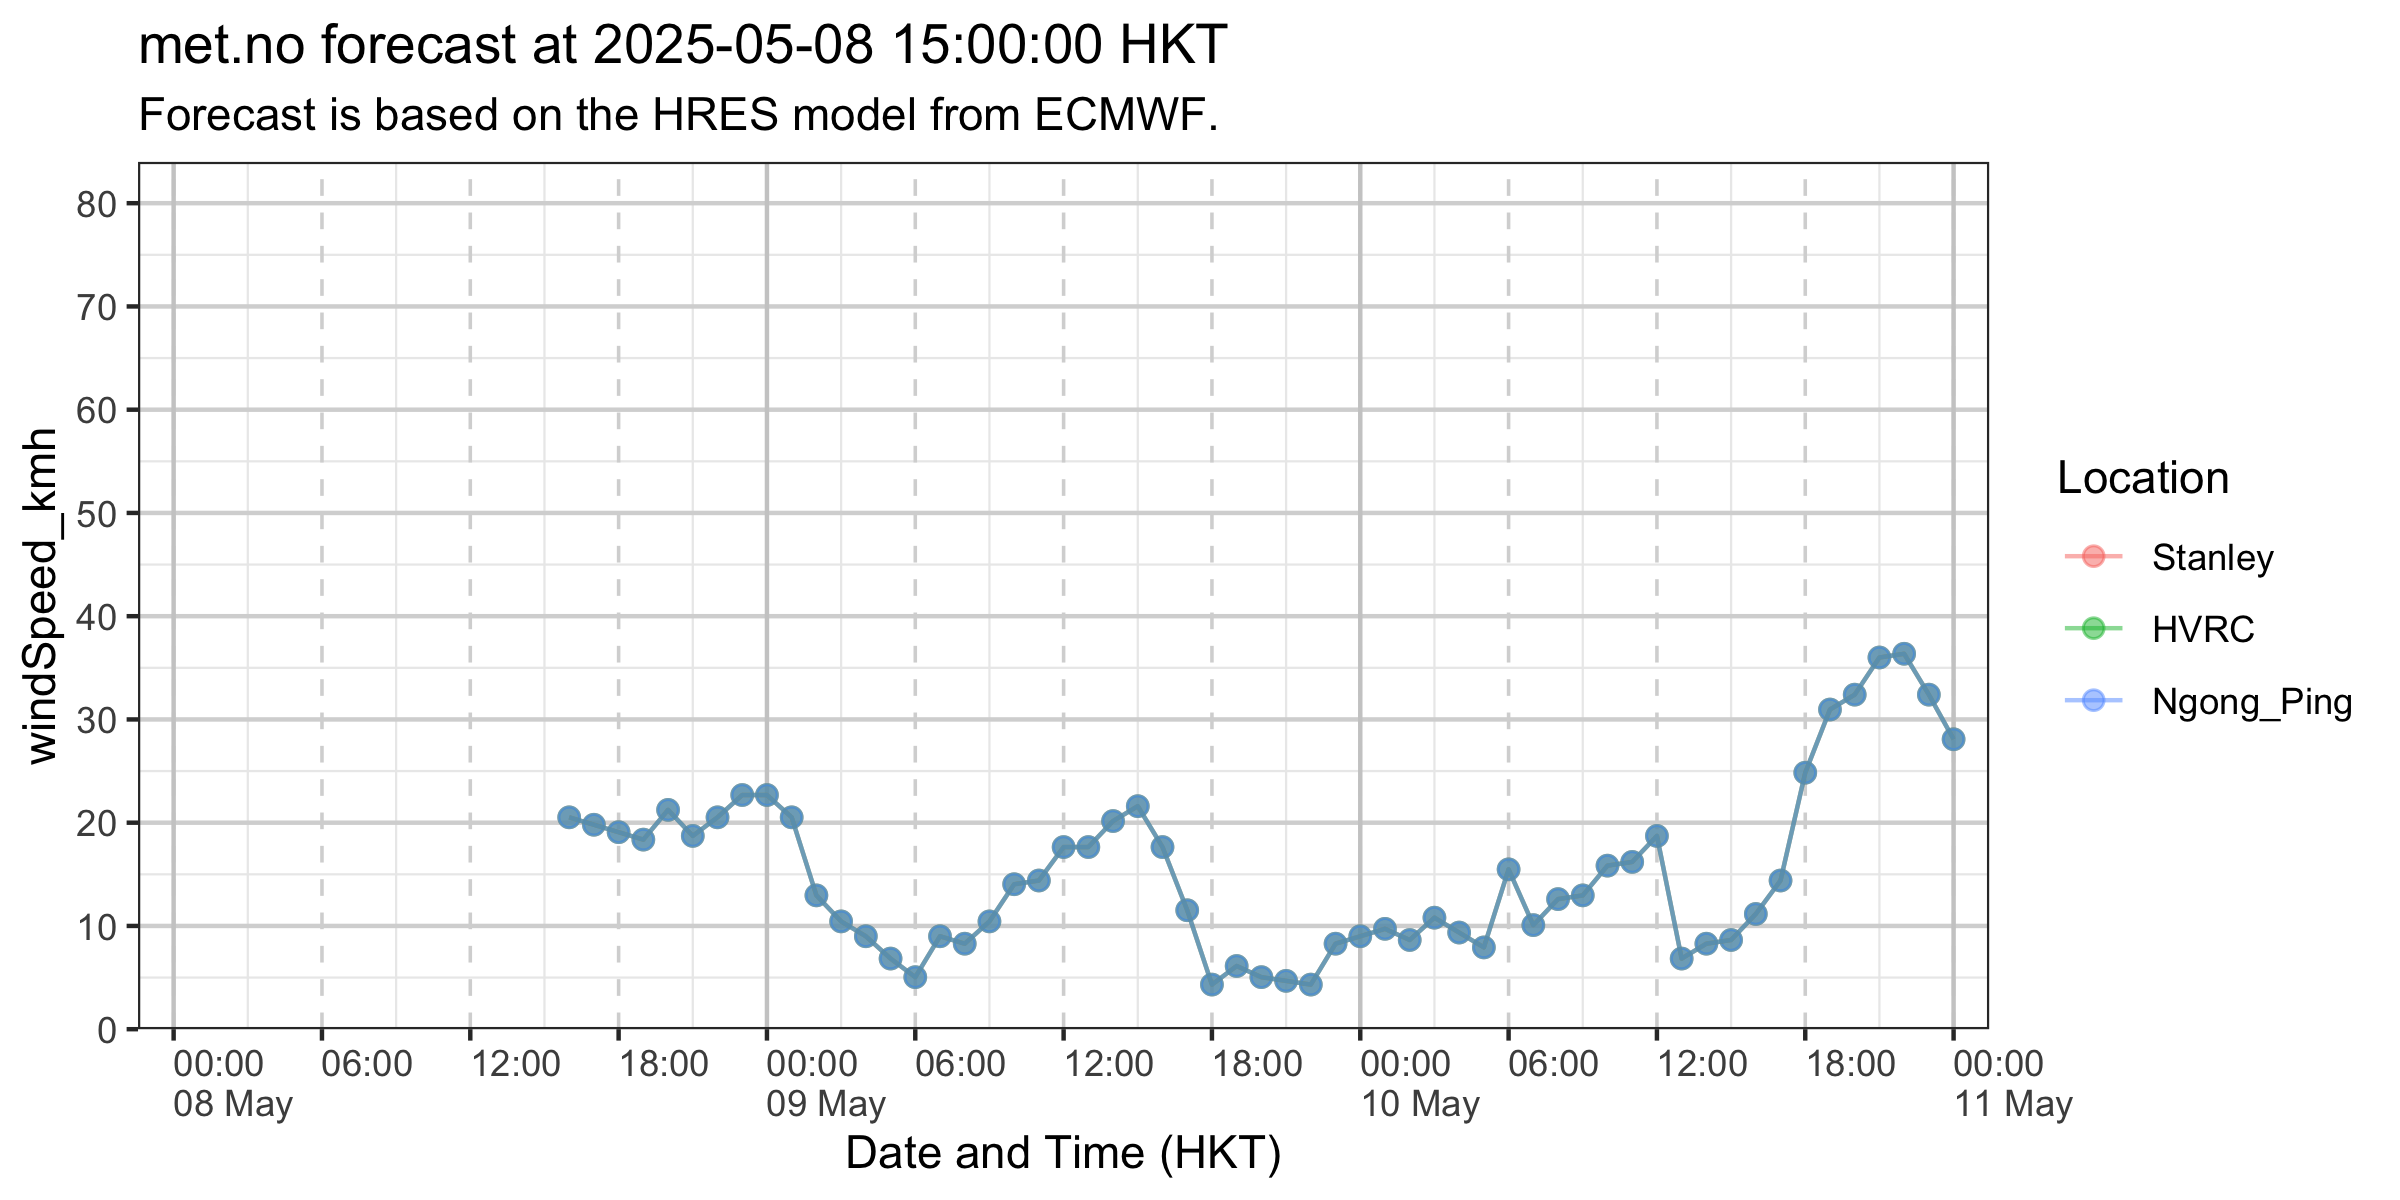 met.no forecast at 2025-05-08 15:00:00 HKT
Forecast is based on the HRES model from ECMWF.
windSpeed_kmh
80
70
60
50
40
30
20
10
0
00:00 06:00 12:00 18:00 00:00 06:00 12:00 18:00 00:00 06:00 12:00 18:00 00:00
08 May 09 May 10 May 11 May
Date and Time (HKT)
Location
Stanley
HVRC
Ngong_Ping